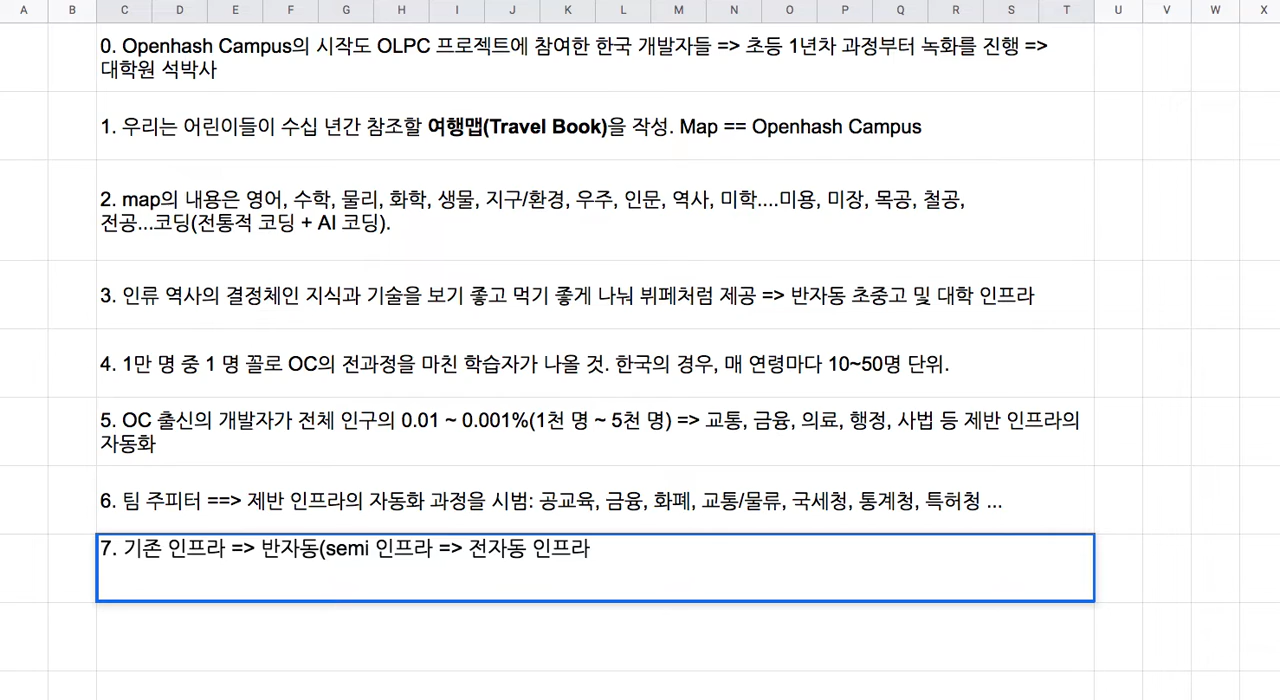 A B C D E F G H I J K L M N O P Q R S T U V W X
0. Openhash Campus의 시작도 OLPC 프로젝트에 참여한 한국 개발자들 => 초등 1년차 과정부터 녹화를 진행 =>
대학원 석박사
1. 우리는 어린이들이 수십 년간 참조할 여행맵(Travel Book)을 작성. Map == Openhash Campus
2. map의 내용은 영어, 수학, 물리, 화학, 생물, 지구/환경, 우주, 인문, 역사, 미학....미용, 미장, 목공, 철공,
전공...코딩(전통적 코딩 + AI 코딩).
3. 인류 역사의 결정체인 지식과 기술을 보기 좋고 먹기 좋게 나눠 뷔페처럼 제공 => 반자동 초중고 및 대학 인프라
4. 1만 명 중 1 명 꼴로 OC의 전과정을 마친 학습자가 나올 것. 한국의 경우, 매 연령마다 10~50명 단위.
5. OC 출신의 개발자가 전체 인구의 0.01 ~ 0.001%(1천 명 ~ 5천 명) => 교통, 금융, 의료, 행정, 사법 등 제반 인프라의
자동화
6. 팀 주피터 ==> 제반 인프라의 자동화 과정을 시범: 공교육, 금융, 화폐, 교통/물류, 국세청, 통계청, 특허청 ...
7. 기존 인프라 => 반자동(semi 인프라 => 전자동 인프라